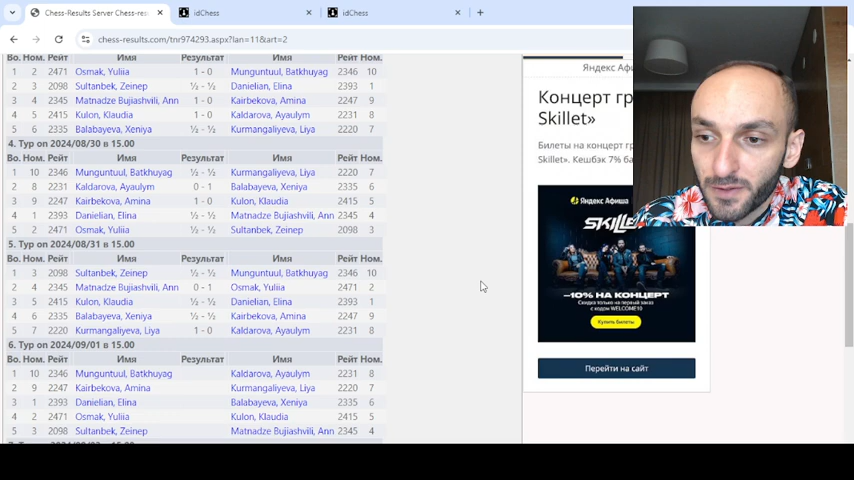 Chess-Results Server Chess-res
idChess
idChess
chess-results.com/tnr974293.aspx?lan=11&art=2
Во. Ном. Рейт Имя Результат Имя Рейт Ном.
1 2 2471 Osmak, Yuliia 1 - 0 Munguntuul, Batkhuyag 2346 10
2 3 2098 Sultanbek, Zeinep ½ - ½ Danielian, Elina 2393 1
3 4 2345 Matnadze Bujiashvili, Ann 1 - 0 Kairbekova, Amina 2247 9
4 5 2415 Kulon, Klaudia 1 - 0 Kaldarova, Ayaulym 2231 8
5 6 2335 Balabayeva, Xeniya ½ - ½ Kurmangaliyeva, Liya 2220 7
4. Тур on 2024/08/30 в 15.00
Во. Ном. Рейт Имя Результат Имя Рейт Ном.
1 10 2346 Munguntuul, Batkhuyag ½ - ½ Kurmangaliyeva, Liya 2220 7
2 8 2231 Kaldarova, Ayaulym 0 - 1 Balabayeva, Xeniya 2335 6
3 9 2247 Kairbekova, Amina 1 - 0 Kulon, Klaudia 2415 5
4 1 2393 Danielian, Elina ½ - ½ Matnadze Bujiashvili, Ann 2345 4
5 2 2471 Osmak, Yuliia ½ - ½ Sultanbek, Zeinep 2098 3
5. Тур on 2024/08/31 в 15.00
Во. Ном. Рейт Имя Результат Имя Рейт Ном.
1 3 2098 Sultanbek, Zeinep ½ - ½ Munguntuul, Batkhuyag 2346 10
2 4 2345 Matnadze Bujiashvili, Ann 0 - 1 Osmak, Yuliia 2471 2
3 5 2415 Kulon, Klaudia ½ - ½ Danielian, Elina 2393 1
4 6 2335 Balabayeva, Xeniya ½ - ½ Kairbekova, Amina 2247 9
5 7 2220 Kurmangaliyeva, Liya 1 - 0 Kaldarova, Ayaulym 2231 8
6. Тур on 2024/09/01 в 15.00
Во. Ном. Рейт Имя Результат Имя Рейт Ном.
1 10 2346 Munguntuul, Batkhuyag Kaldarova, Ayaulym 2231 8
2 9 2247 Kairbekova, Amina Kurmangaliyeva, Liya 2220 7
3 1 2393 Danielian, Elina Balabayeva, Xeniya 2335 6
4 2 2471 Osmak, Yuliia Kulon, Klaudia 2415 5
5 3 2098 Sultanbek, Zeinep Matnadze Bujiashvili, Ann 2345 4
Яндекс Афи
Концерт гр
Skillet»
Билеты на концерт гр
Skillet». Кешбэк 7% ба
Яндекс Афиша
SKILLE
–10% НА КОНЦЕРТ
Скидка только на первый заказ
с кодом WELCOME10
Купить билеты
Перейти на сайт